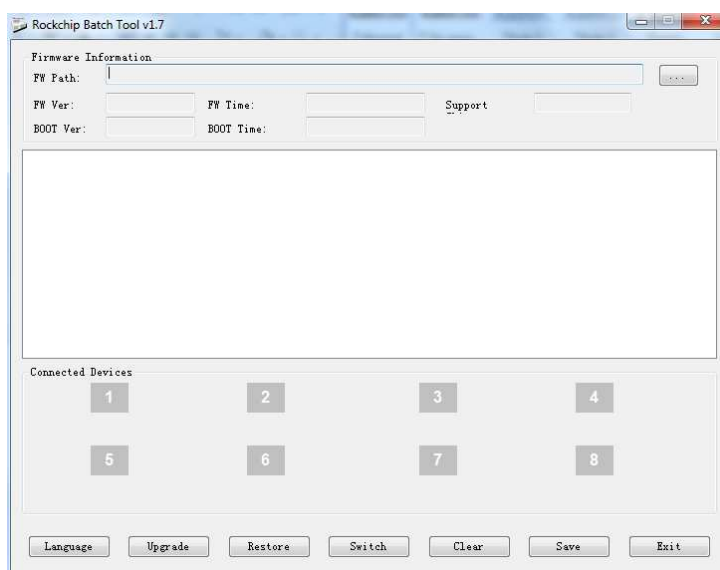 Rockchip Batch Tool v1.7
Firmware Information
FW Path:
...
FW Ver: FW Time: Support
BOOT Ver: BOOT Time:
Connected Devices
1 2 3 4
5 6 7 8
Language Upgrade Restore Switch Clear Save Exit